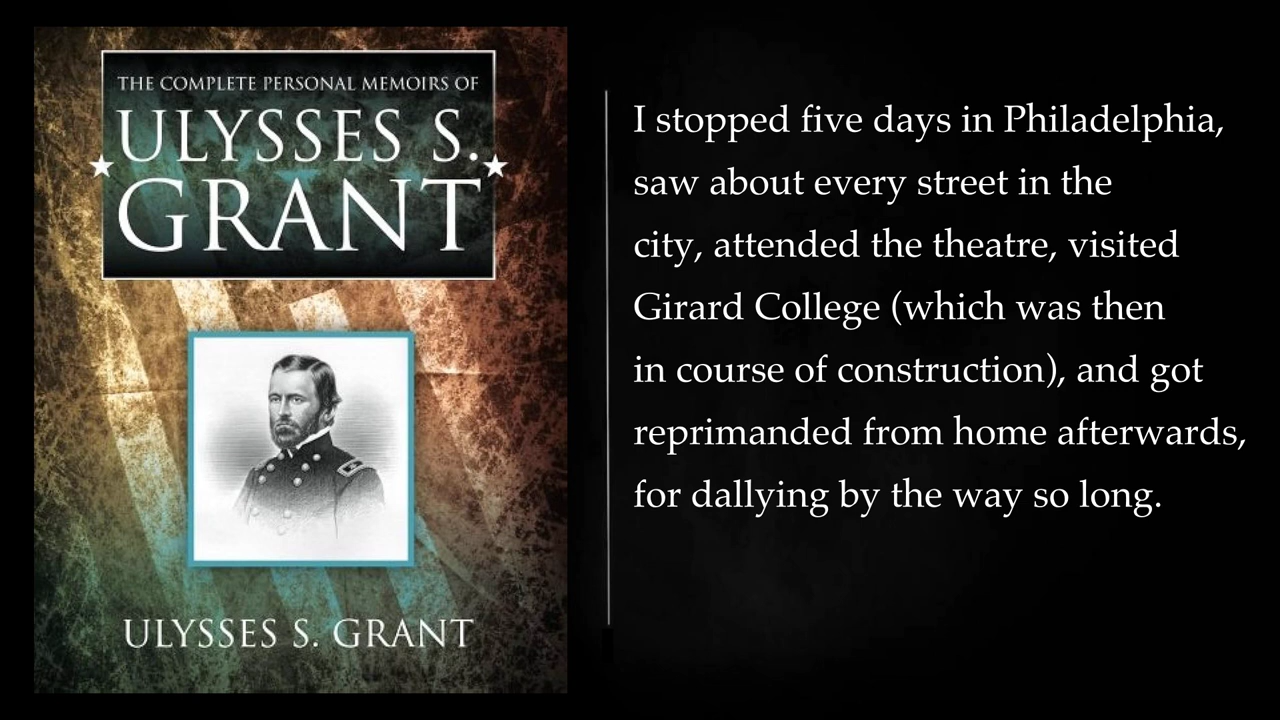 THE COMPLETE PERSONAL MEMOIRS OF
ULYSSES S.
GRANT
ULYSSES S. GRANT
I stopped five days in Philadelphia,
saw about every street in the
city, attended the theatre, visited
Girard College (which was then
in course of construction), and got
reprimanded from home afterwards,
for dallying by the way so long.